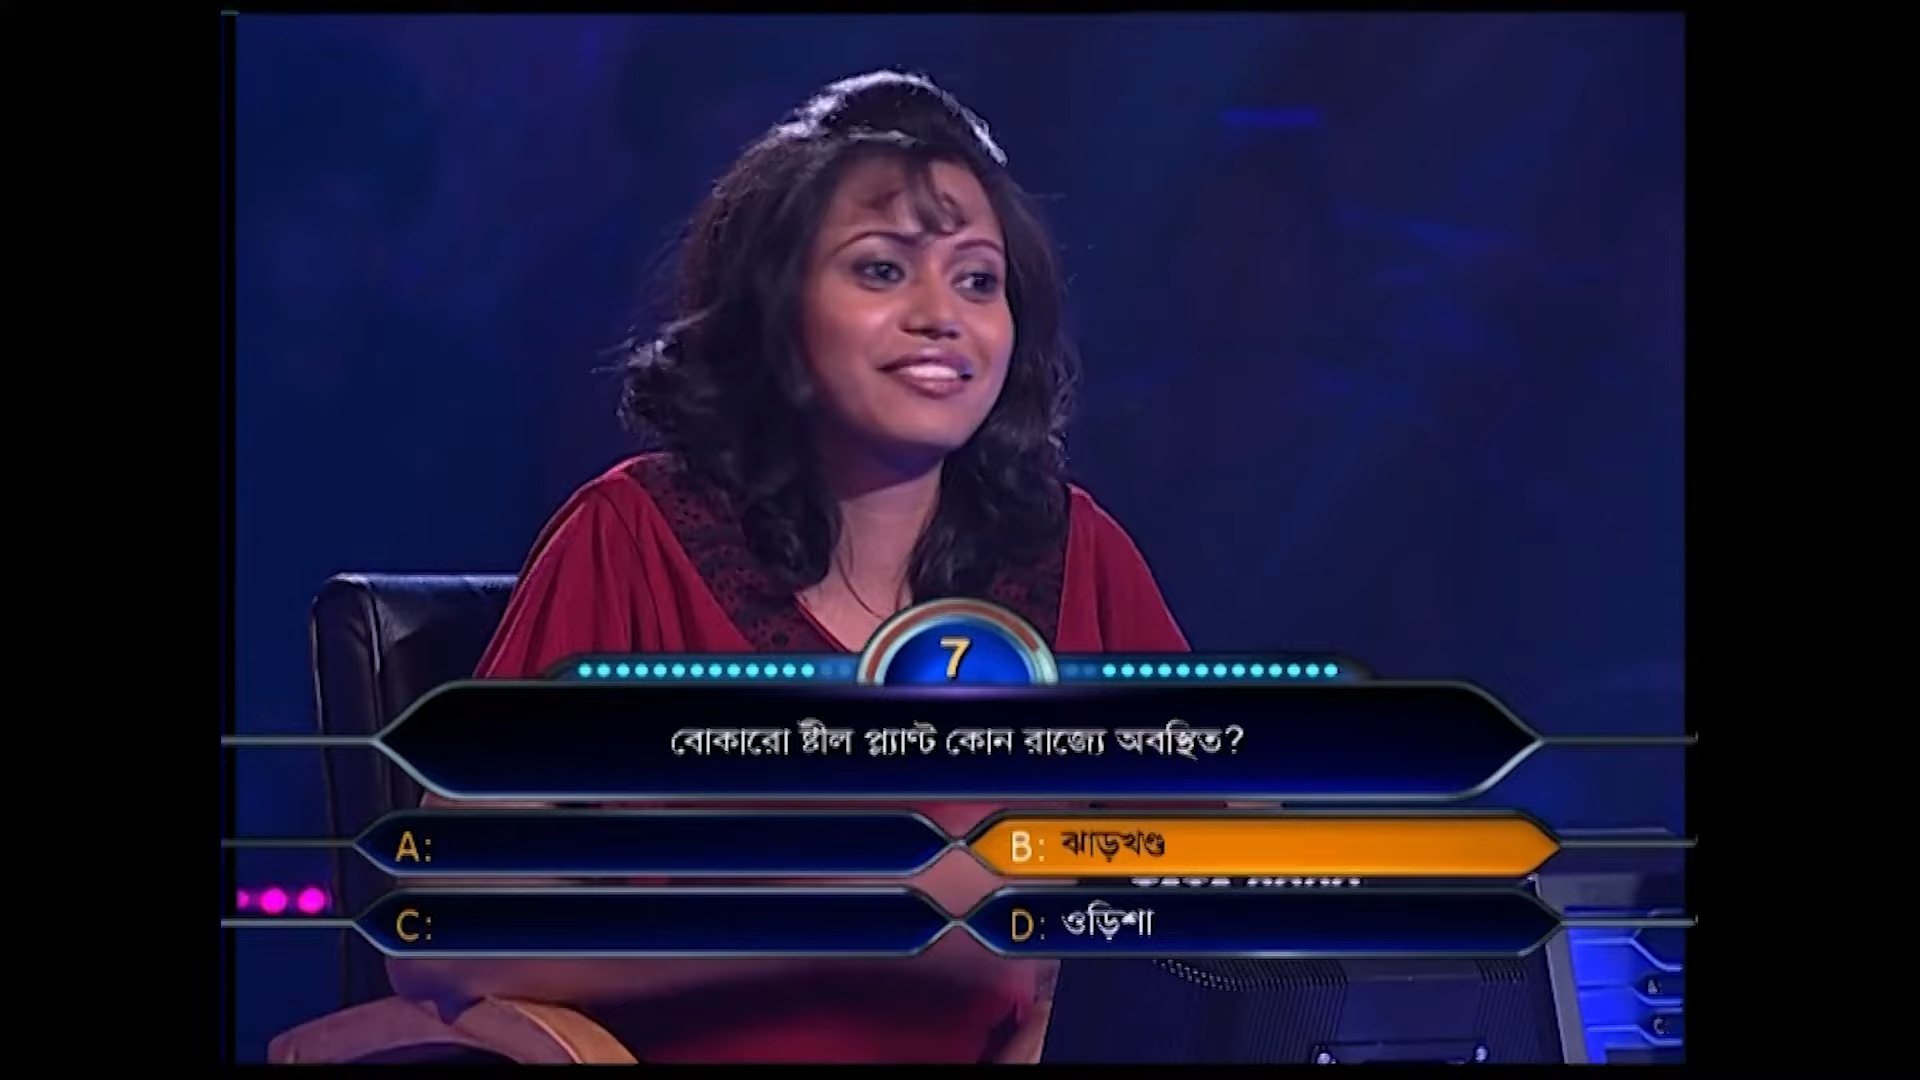 7
বোকারো ষ্টীল প্ল্যাণ্ট কোন রাজ্যে অবস্থিত?
A:
B: ঝাড়খণ্ড
C:
D: ওড়িশা